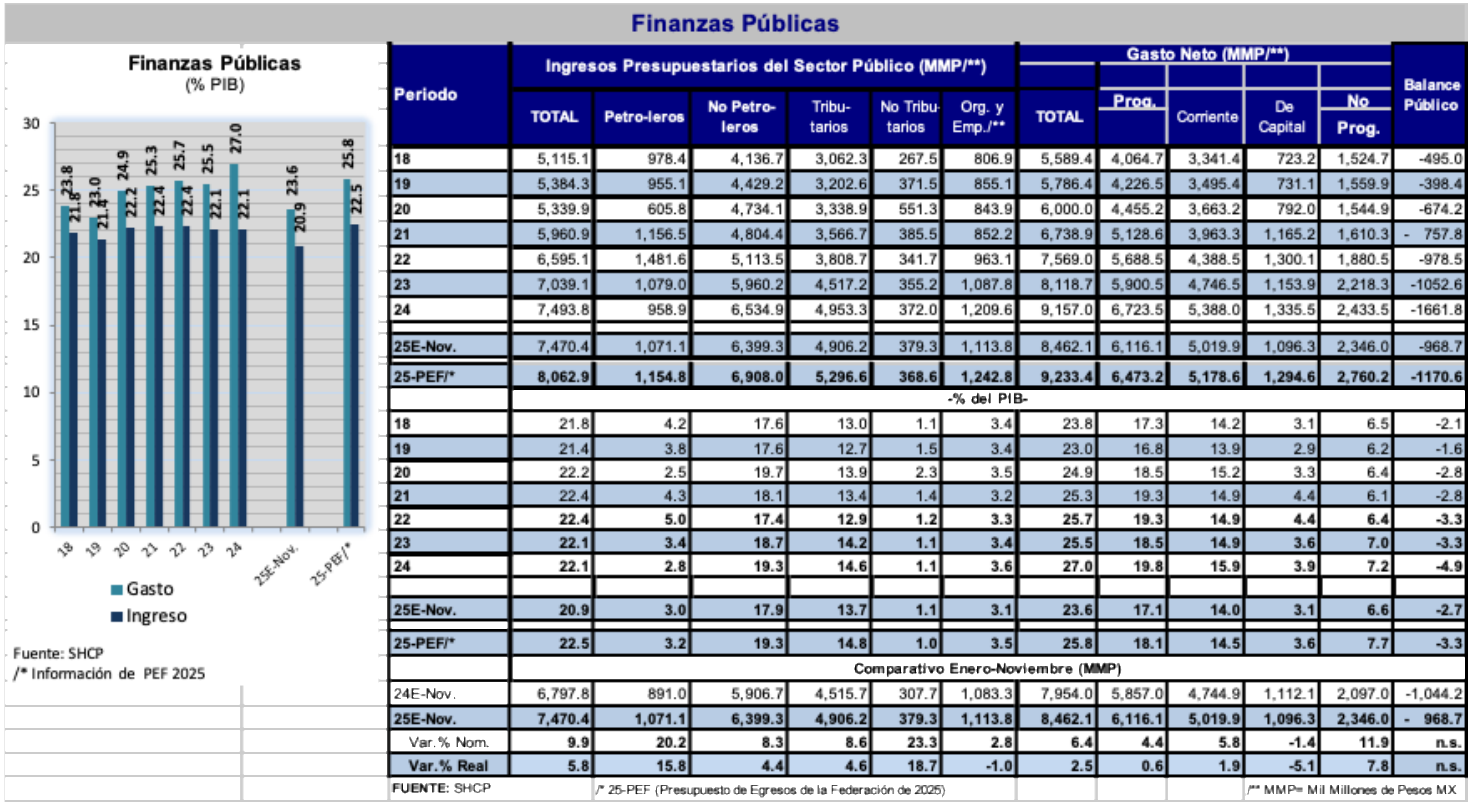 Finanzas Públicas
Finanzas Públicas
(% PIB)
30
25
20
15
10
5
0
23.8
21.8
23.0
21.4
24.9
22.2
25.3
22.4
25.7
22.4
25.5
22.1
27.0
22.1
23.6
20.9
25.8
22.5
18 19 20 21 22 23 24 25E-Nov. 25-PEF/*
Gasto
Ingreso
Fuente: SHCP
/* Información de PEF 2025
Periodo
Ingresos Presupuestarios del Sector Público (MMP/**)
Gasto Neto (MMP/**)
Balance Público
TOTAL Petro-leros No Petro-leros Tribu-tarios No Tribu tarios Org. y Emp./** TOTAL Prog. Corriente De Capital No Prog.
18 5,115.1 978.4 4,136.7 3,062.3 267.5 806.9 5,589.4 4,064.7 3,341.4 723.2 1,524.7 -495.0
19 5,384.3 955.1 4,429.2 3,202.6 371.5 855.1 5,786.4 4,226.5 3,495.4 731.1 1,559.9 -398.4
20 5,339.9 605.8 4,734.1 3,338.9 551.3 843.9 6,000.0 4,455.2 3,663.2 792.0 1,544.9 -674.2
21 5,960.9 1,156.5 4,804.4 3,566.7 385.5 852.2 6,738.9 5,128.6 3,963.3 1,165.2 1,610.3 - 757.8
22 6,595.1 1,481.6 5,113.5 3,808.7 341.7 963.1 7,569.0 5,688.5 4,388.5 1,300.1 1,880.5 -978.5
23 7,039.1 1,079.0 5,960.2 4,517.2 355.2 1,087.8 8,118.7 5,900.5 4,746.5 1,153.9 2,218.3 -1052.6
24 7,493.8 958.9 6,534.9 4,953.3 372.0 1,209.6 9,157.0 6,723.5 5,388.0 1,335.5 2,433.5 -1661.8
25E-Nov. 7,470.4 1,071.1 6,399.3 4,906.2 379.3 1,113.8 8,462.1 6,116.1 5,019.9 1,096.3 2,346.0 -968.7
25-PEF/* 8,062.9 1,154.8 6,908.0 5,296.6 368.6 1,242.8 9,233.4 6,473.2 5,178.6 1,294.6 2,760.2 -1170.6
-% del PIB-
18 21.8 4.2 17.6 13.0 1.1 3.4 23.8 17.3 14.2 3.1 6.5 -2.1
19 21.4 3.8 17.6 12.7 1.5 3.4 23.0 16.8 13.9 2.9 6.2 -1.6
20 22.2 2.5 19.7 13.9 2.3 3.5 24.9 18.5 15.2 3.3 6.4 -2.8
21 22.4 4.3 18.1 13.4 1.4 3.2 25.3 19.3 14.9 4.4 6.1 -2.8
22 22.4 5.0 17.4 12.9 1.2 3.3 25.7 19.3 14.9 4.4 6.4 -3.3
23 22.1 3.4 18.7 14.2 1.1 3.4 25.5 18.5 14.9 3.6 7.0 -3.3
24 22.1 2.8 19.3 14.6 1.1 3.6 27.0 19.8 15.9 3.9 7.2 -4.9
25E-Nov. 20.9 3.0 17.9 13.7 1.1 3.1 23.6 17.1 14.0 3.1 6.6 -2.7
25-PEF/* 22.5 3.2 19.3 14.8 1.0 3.5 25.8 18.1 14.5 3.6 7.7 -3.3
Comparativo Enero-Noviembre (MMP)
24E-Nov. 6,797.8 891.0 5,906.7 4,515.7 307.7 1,083.3 7,954.0 5,857.0 4,744.9 1,112.1 2,097.0 -1,044.2
25E-Nov. 7,470.4 1,071.1 6,399.3 4,906.2 379.3 1,113.8 8,462.1 6,116.1 5,019.9 1,096.3 2,346.0 - 968.7
Var.% Nom. 9.9 20.2 8.3 8.6 23.3 2.8 6.4 4.4 5.8 -1.4 11.9 n.s.
Var.% Real 5.8 15.8 4.4 4.6 18.7 -1.0 2.5 0.6 1.9 -5.1 7.8 n.s.
FUENTE: SHCP /* 25-PEF (Presupuesto de Egresos de la Federación de 2025) /** MMP= Mil Millones de Pesos MX